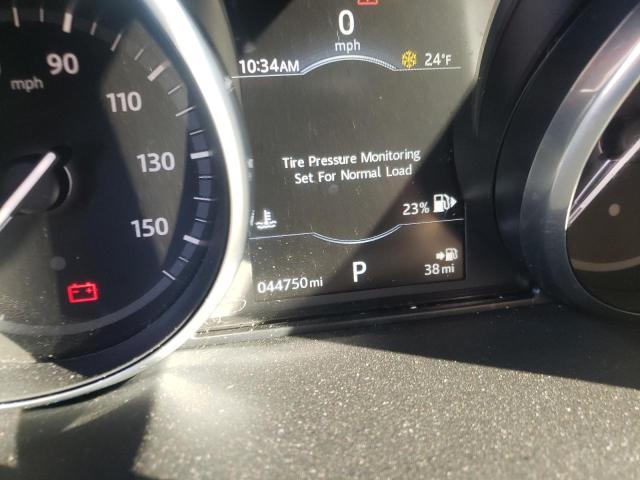 0
90
mph
mph
10:34AM
24°F
110
130
Tire Pressure Monitoring
Set For Normal Load
23%
150
044750mi
P
38mi